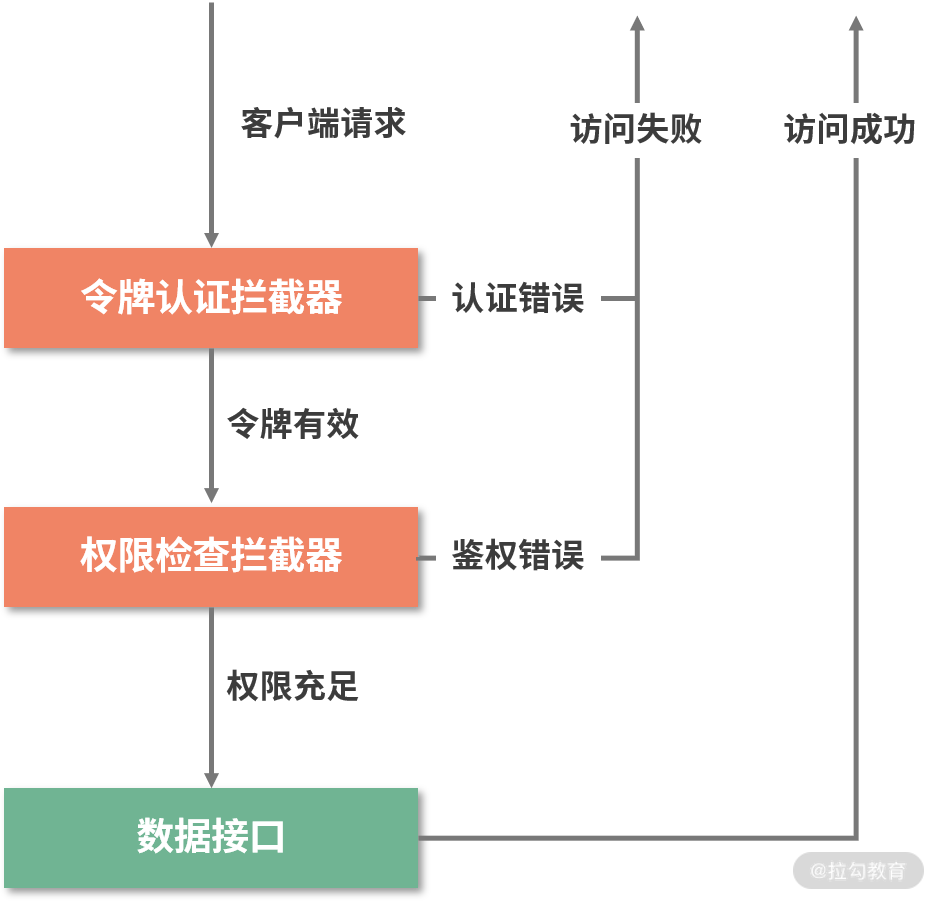 客户端请求
访问失败
访问成功
令牌认证拦截器
认证错误
令牌有效
权限检查拦截器
鉴权错误
权限充足
数据接口
@拉勾教育